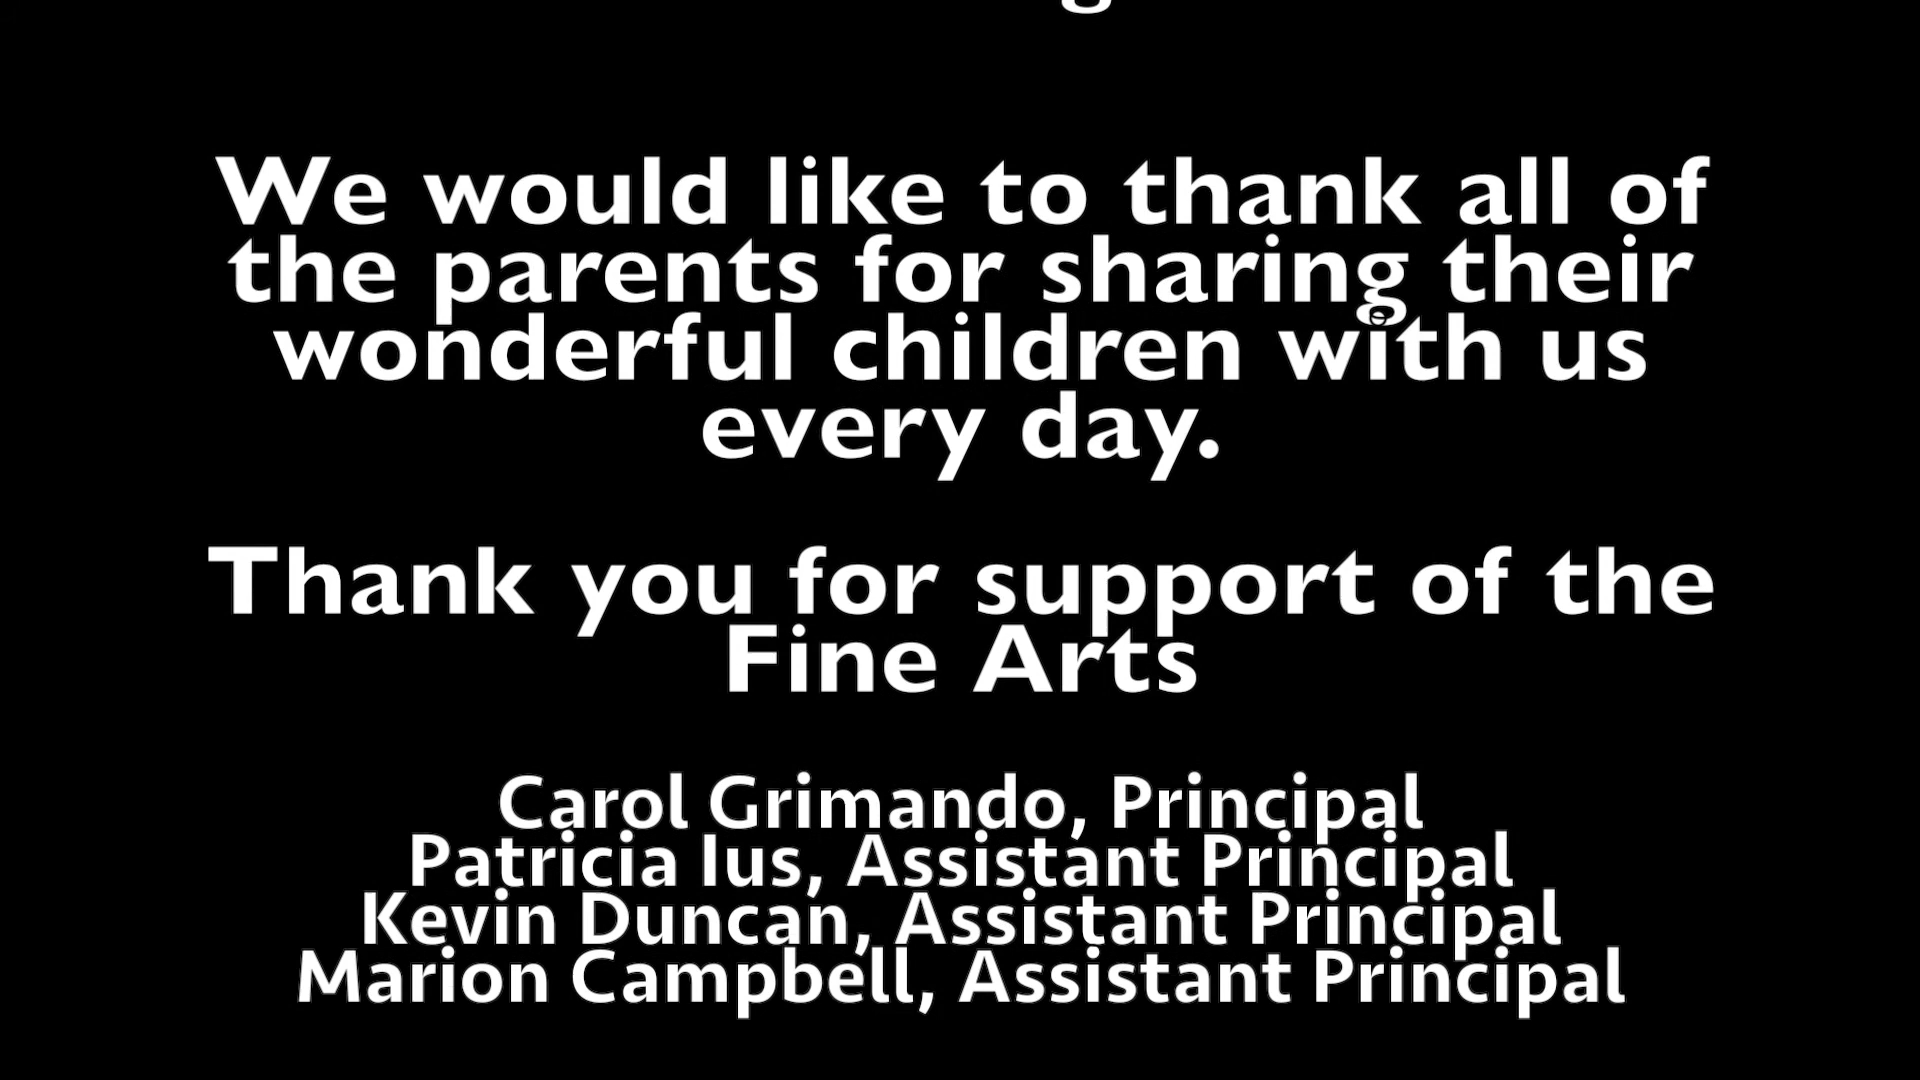 We would like to thank all of
the parents for sharing their
wonderful children with us
every day.
Thank you for support of the
Fine Arts
Carol Grimando, Principal
Patricia Ius, Assistant Principal
Kevin Duncan, Assistant Principal
Marion Campbell, Assistant Principal